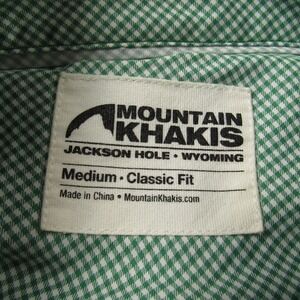 MOUNTAIN
KHAKIS
JACKSON HOLE • WYOMING
Medium • Classic Fit
Made in China • MountainKhakis.com